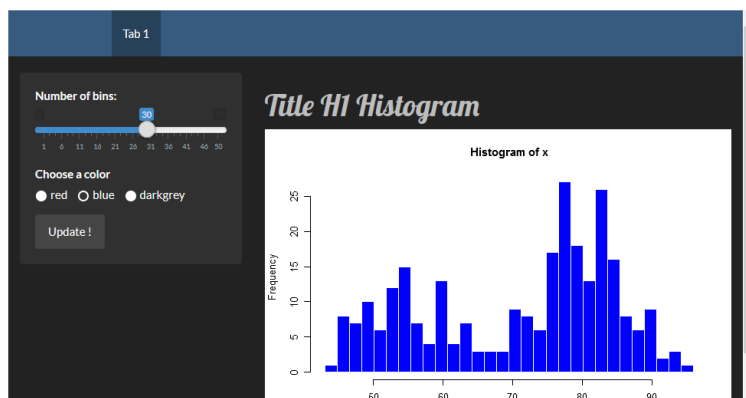 Tab 1
Number of bins:
30
1 6 11 16 21 26 31 36 41 46 50
Choose a color
red blue darkgrey
Update !
Title H1 Histogram
Histogram of x
Frequency
25
20
15
10
5
0
50 60 70 80 90